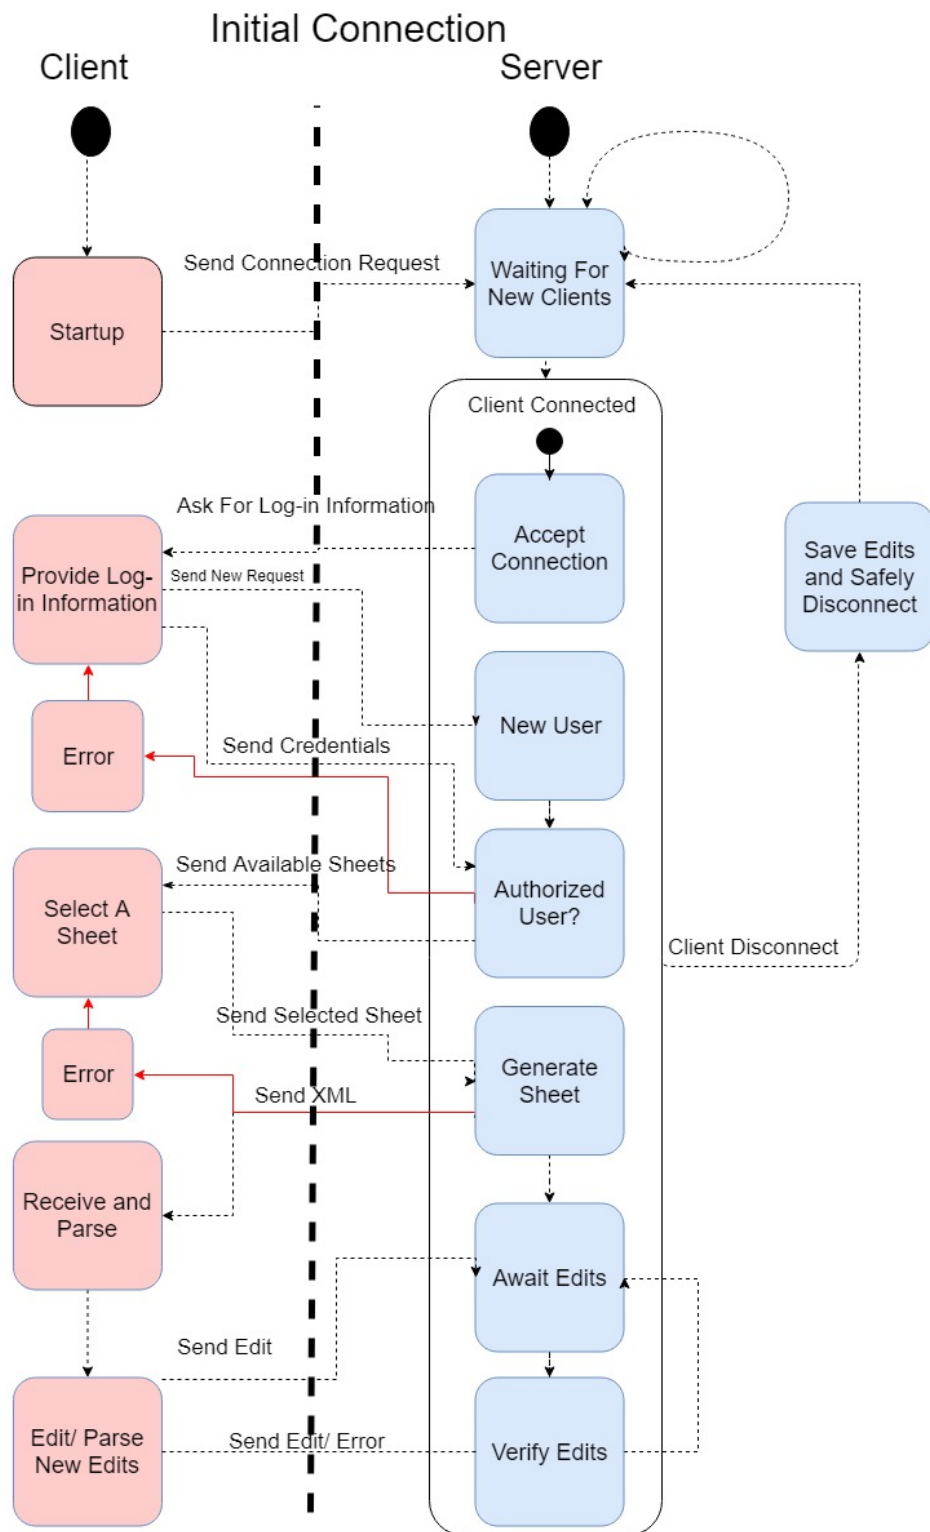 Initial Connection
Client
Server
Send Connection Request
Waiting For
New Clients
Startup
Client Connected
Ask For Log-in Information
Accept
Connection
Save Edits
and Safely
Disconnect
Provide Log-
in Information
Send New Request
New User
Send Credentials
Error
Send Available Sheets
Authorized
User?
Select A
Sheet
Client Disconnect
Send Selected Sheet
Generate
Sheet
Error
Send XML
Receive and
Parse
Await Edits
Send Edit
Edit/ Parse
New Edits
Send Edit/ Error
Verify Edits